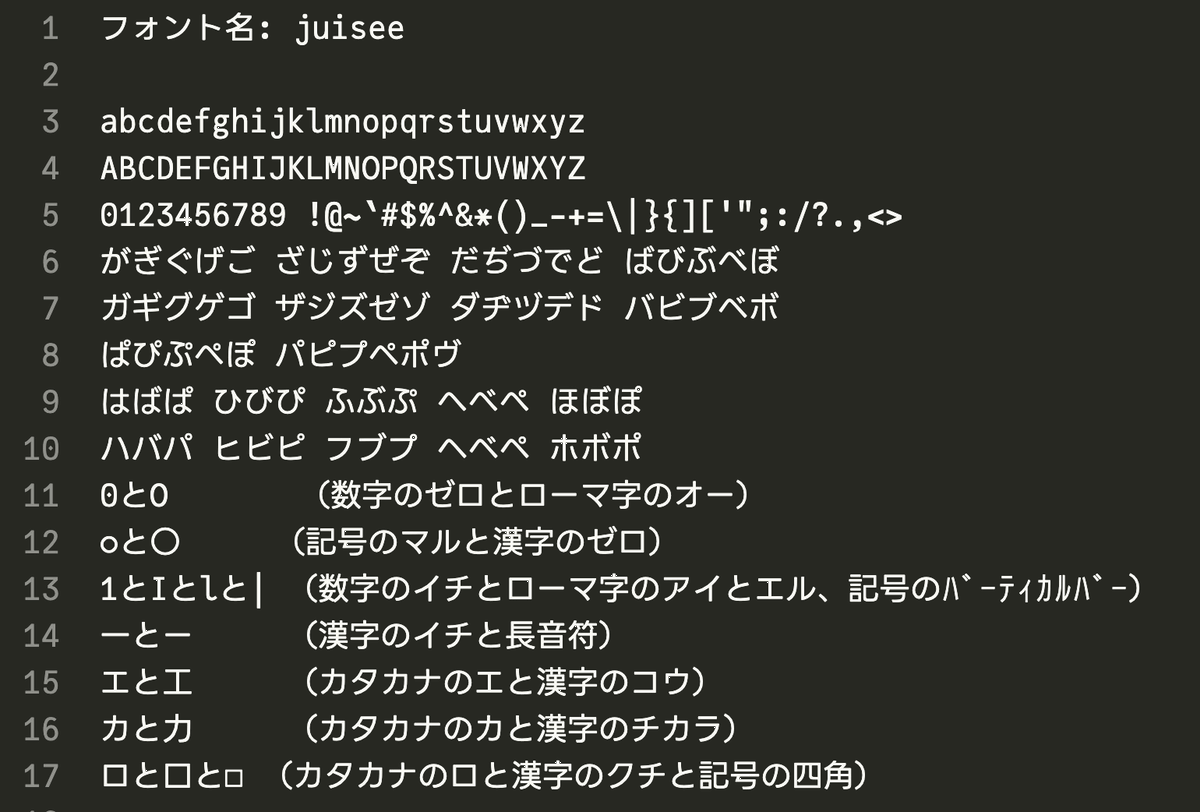 1 フォント名: juisee
2
3 abcdefghijklmnopqrstuvwxyz
4 ABCDEFGHIJKLMNOPQRSTUVWXYZ
5 0123456789 !@~`#$%^&*()_-+=\|}{]['";:/?.,<>
6 がぎぐげご ざじずぜぞ だぢづでど ばびぶべぼ
7 ガギグゲゴ ザジズゼゾ ダヂヅデド バビブベボ
8 ぱぴぷぺぽ パピプペポヴ
9 はばぱ ひびぴ ふぶぷ へべぺ ほぼぽ
10 ハバパ ヒビピ フブプ ヘベペ ホボポ
11 0とO （数字のゼロとローマ字のオー）
12 ○と〇 （記号のマルと漢字のゼロ）
13 1とIとlと| （数字のイチとローマ字のアイとエル、記号のﾊﾞｰﾃｨｶﾙﾊﾞｰ）
14 一とー （漢字のイチと長音符）
15 エと工 （カタカナのエと漢字のコウ）
16 カと力 （カタカナのカと漢字のチカラ）
17 ロと口と□ （カタカナのロと漢字のクチと記号の四角）